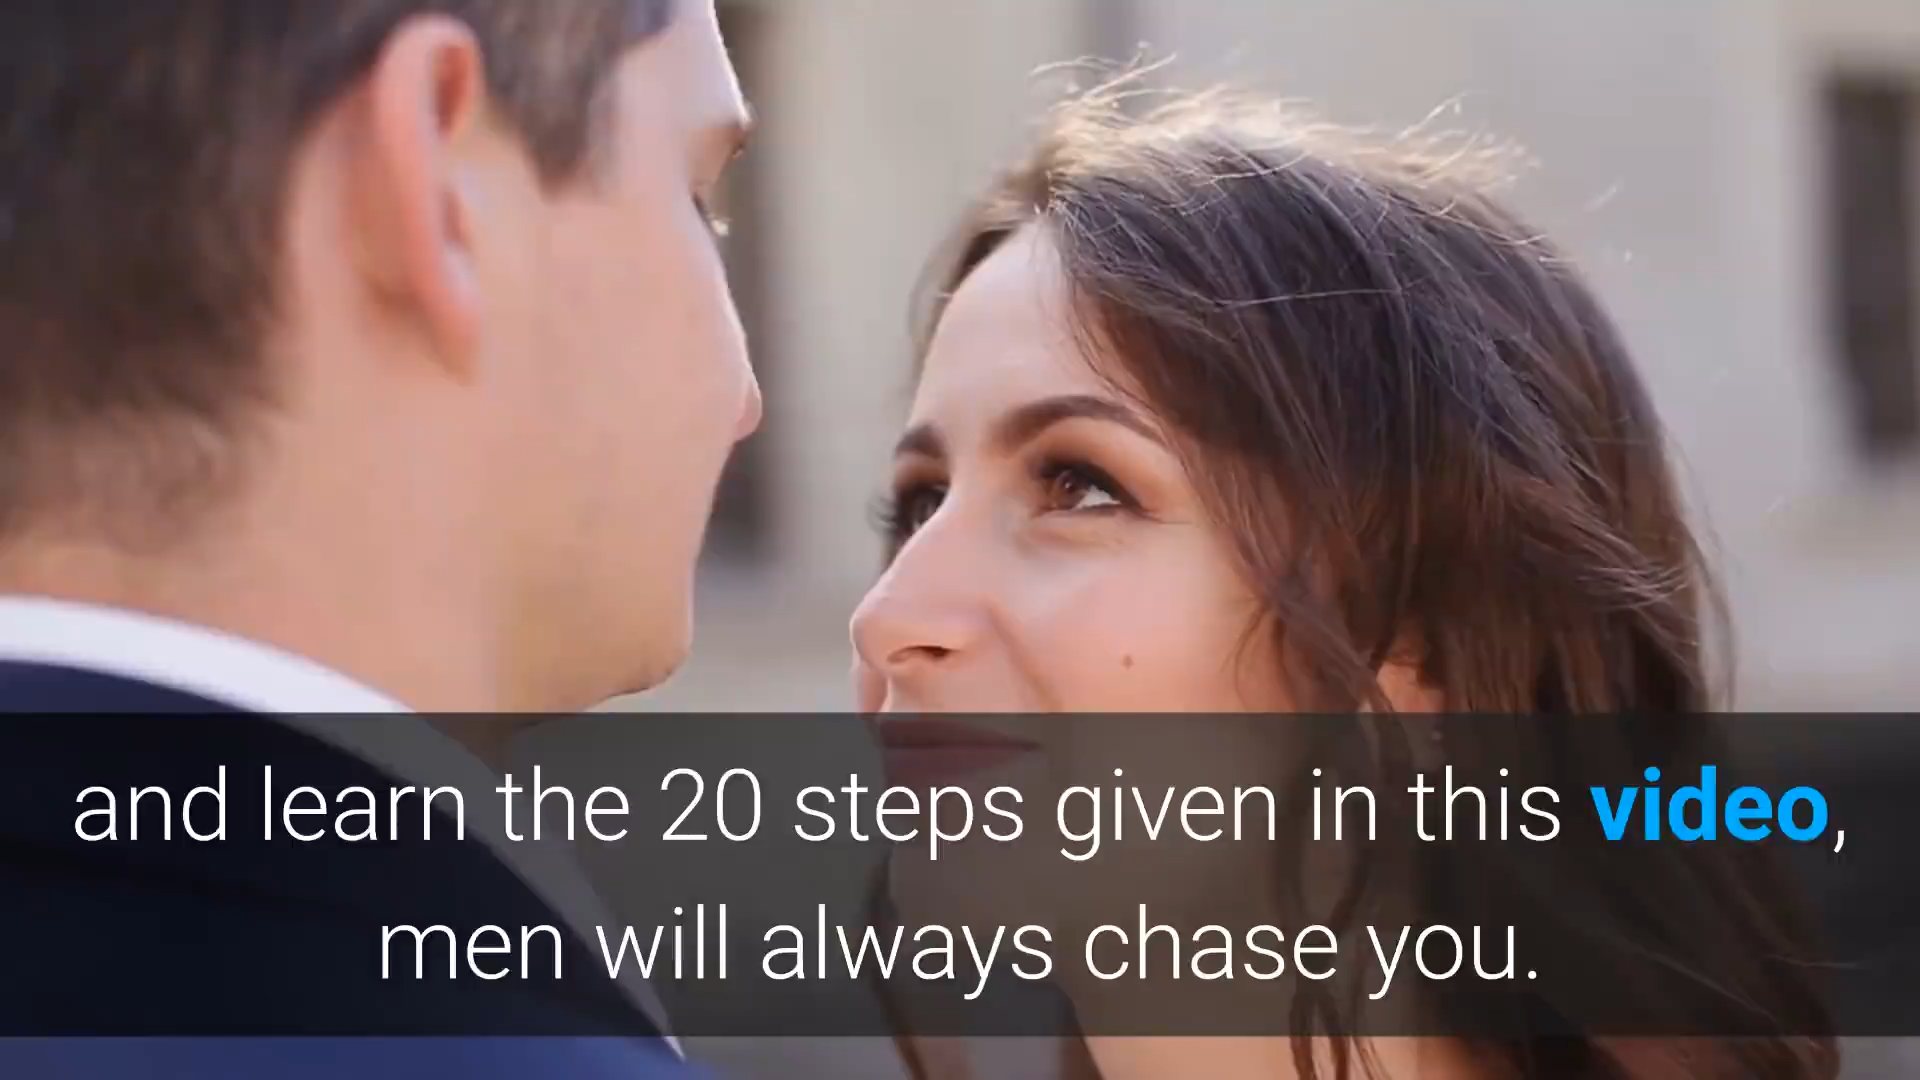 and learn the 20 steps given in this video,
men will always chase you.